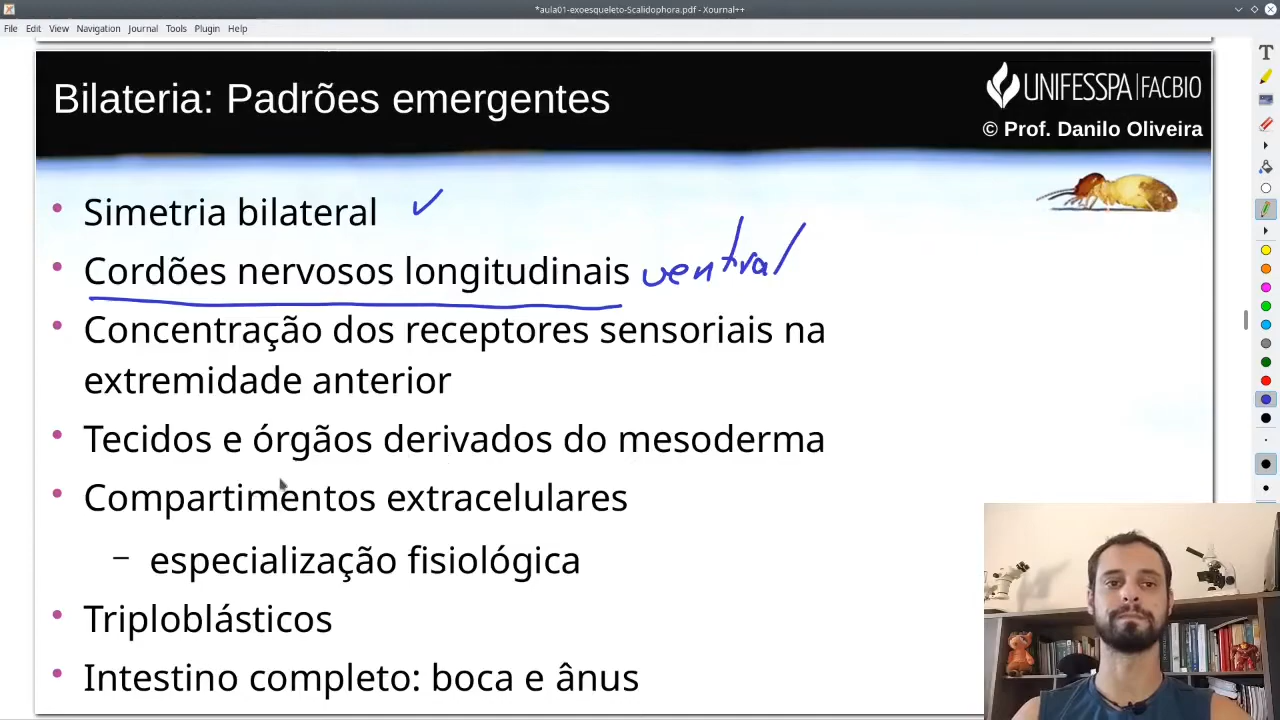 *aula01-exoesqueleto-Scalidophora.pdf - Xournal++
File Edit View Navigation Journal Tools Plugin Help
Bilateria: Padrões emergentes
UNIFESSPA | FACBIO
© Prof. Danilo Oliveira
• Simetria bilateral ✓
• Cordões nervosos longitudinais ventral
• Concentração dos receptores sensoriais na
extremidade anterior
• Tecidos e órgãos derivados do mesoderma
• Compartimentos extracelulares
– especialização fisiológica
• Triploblásticos
• Intestino completo: boca e ânus